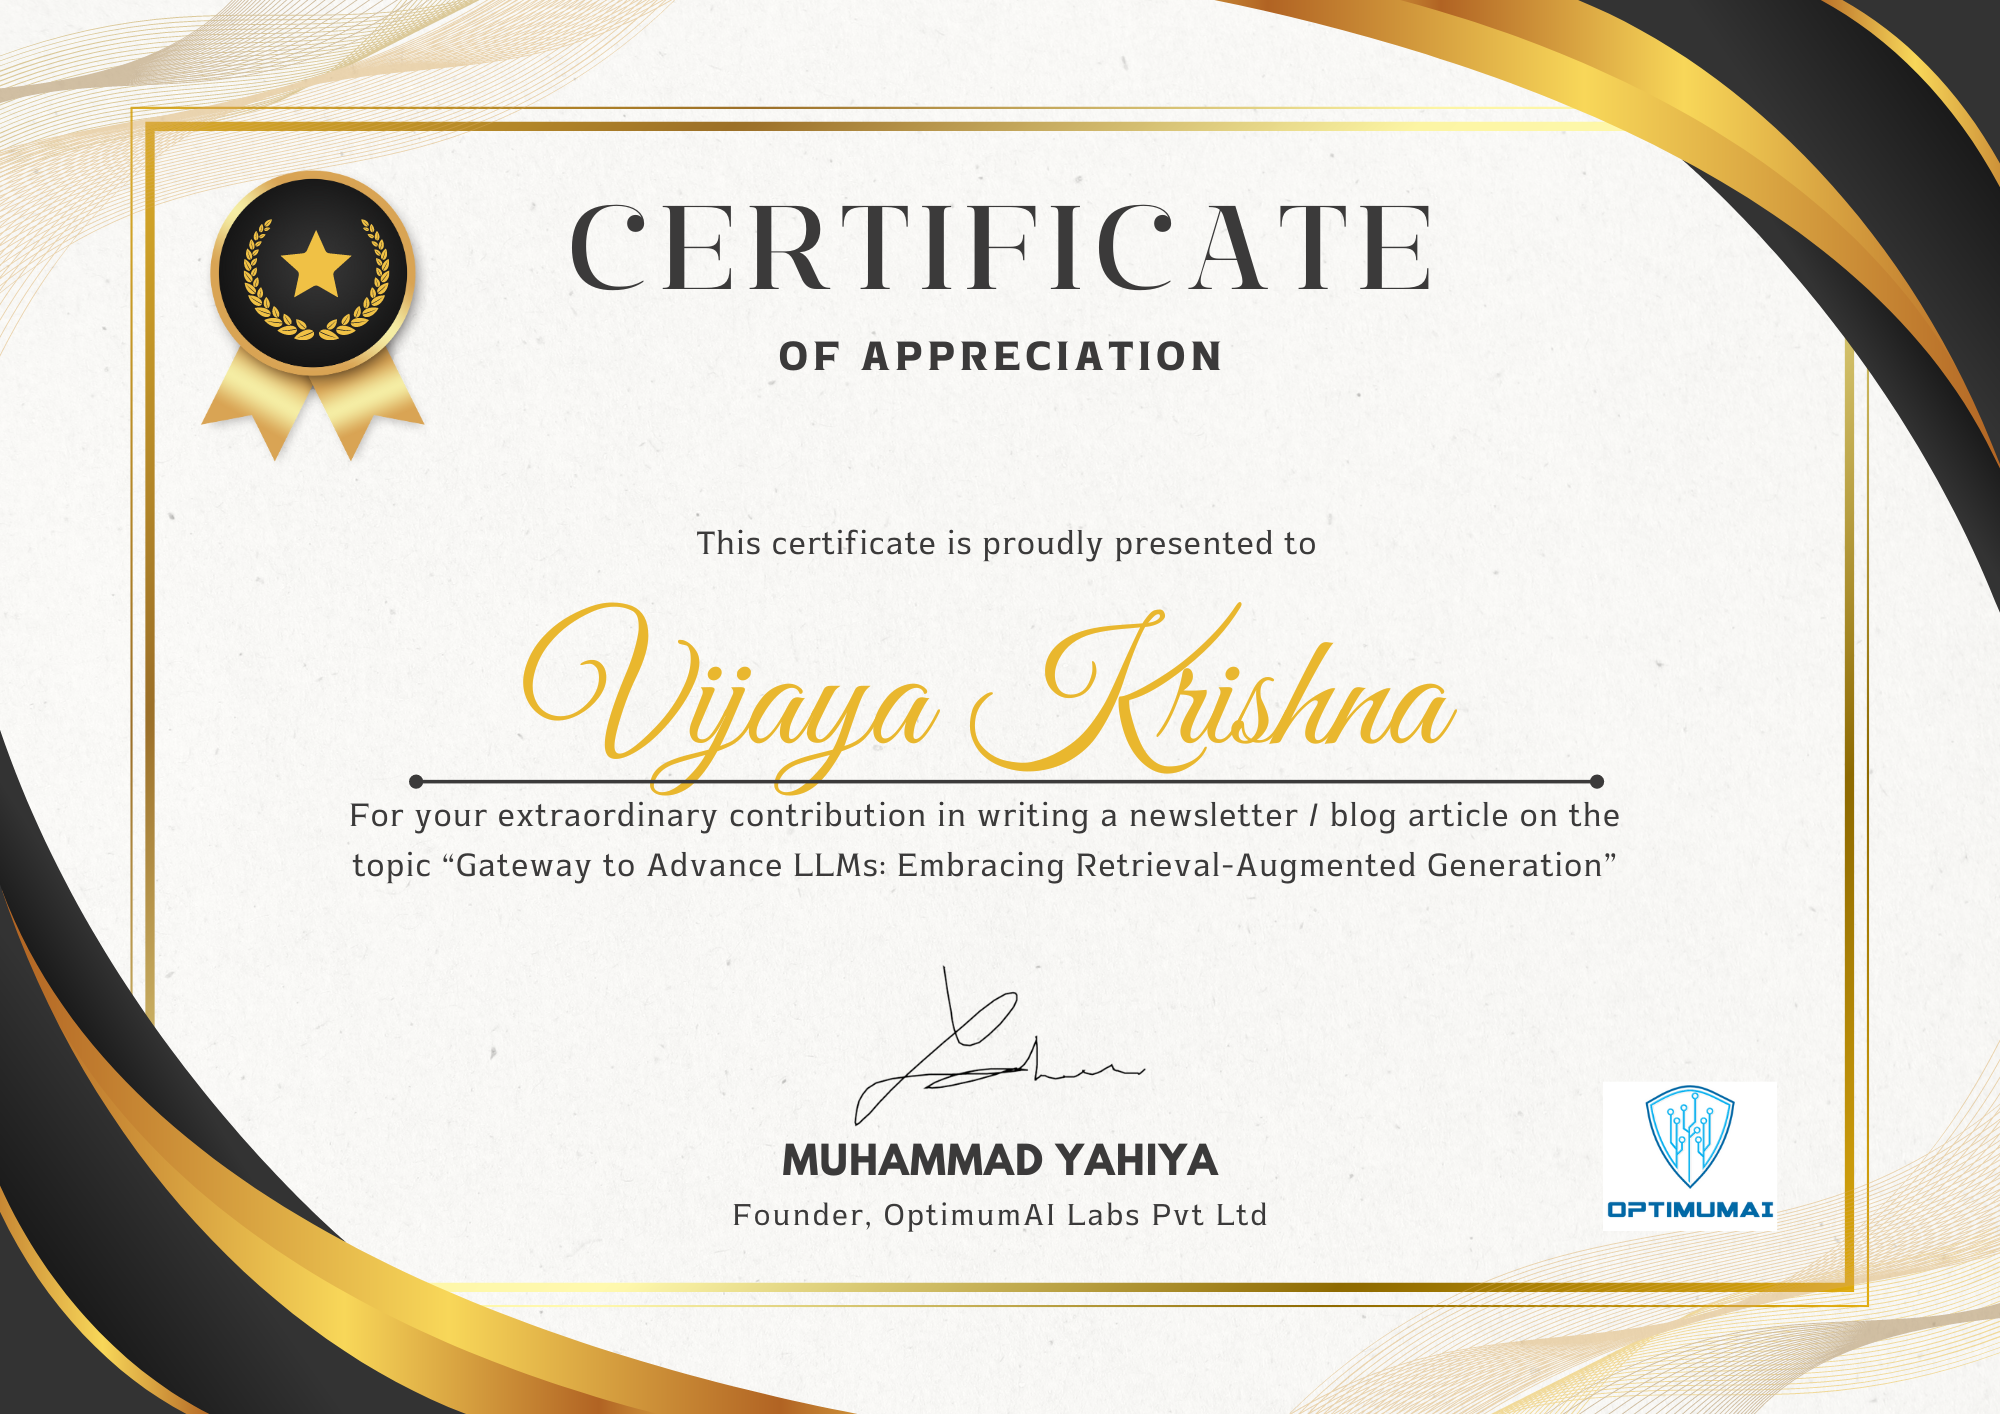 CERTIFICATE
OF APPRECIATION
This certificate is proudly presented to
Vijaya Krishna
For your extraordinary contribution in writing a newsletter / blog article on the
topic “Gateway to Advance LLMs: Embracing Retrieval-Augmented Generation”
MUHAMMAD YAHIYA
Founder, OptimumAI Labs Pvt Ltd
OPTIMUMAI